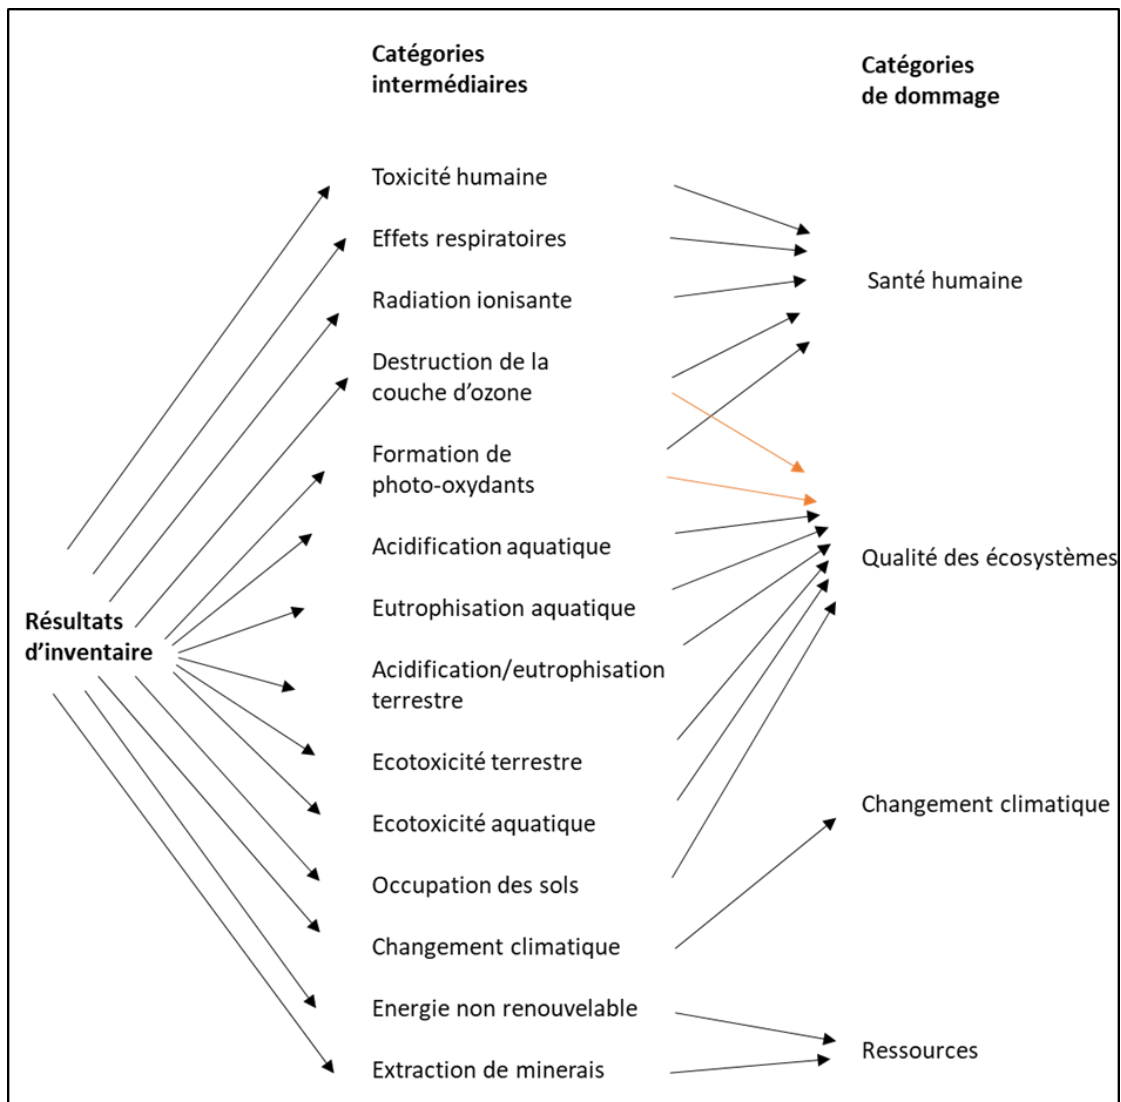 Catégories
intermédiaires
Catégories
de dommage
Toxicité humaine
Effets respiratoires
Radiation ionisante
Santé humaine
Destruction de la
couche d’ozone
Formation de
photo-oxydants
Acidification aquatique
Qualité des écosystèmes
Eutrophisation aquatique
Résultats
d’inventaire
Acidification/eutrophisation
terrestre
Ecotoxicité terrestre
Changement climatique
Ecotoxicité aquatique
Occupation des sols
Changement climatique
Energie non renouvelable
Ressources
Extraction de minerais